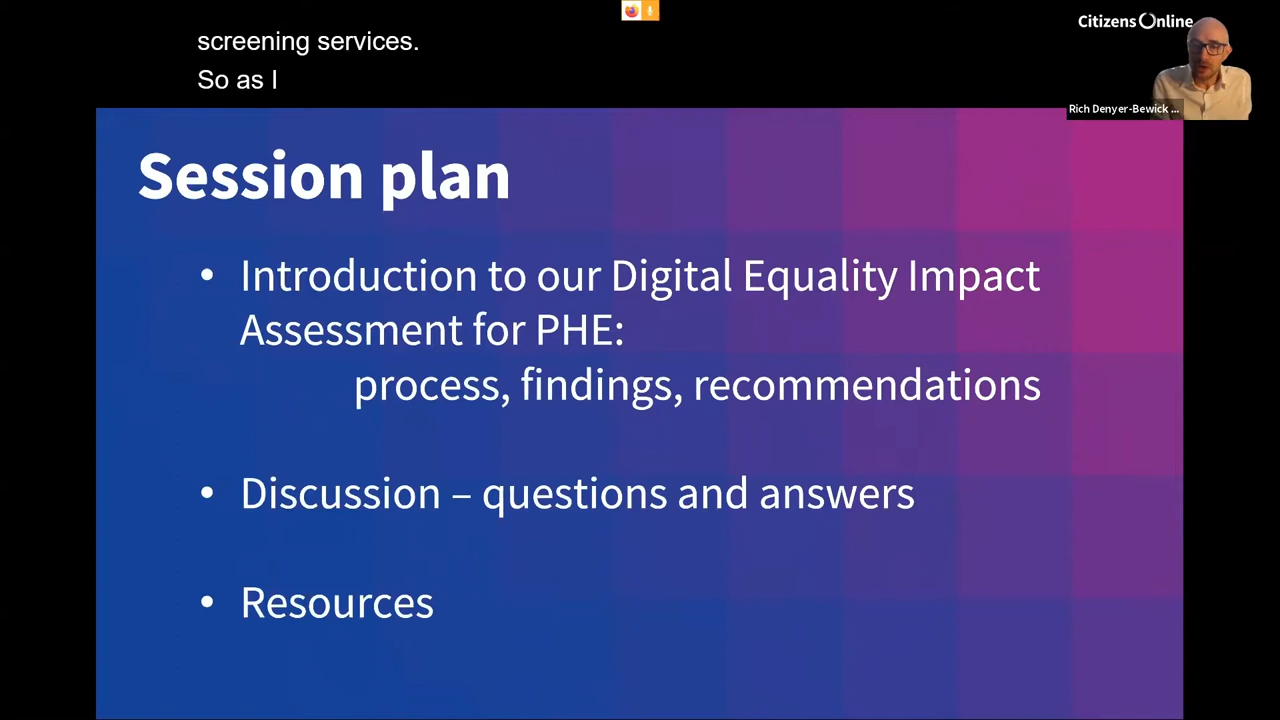 screening services.
So as I
Citizens Online
Rich Denyer-Bewick ...
Session plan
• Introduction to our Digital Equality Impact
Assessment for PHE:
process, findings, recommendations
• Discussion – questions and answers
• Resources